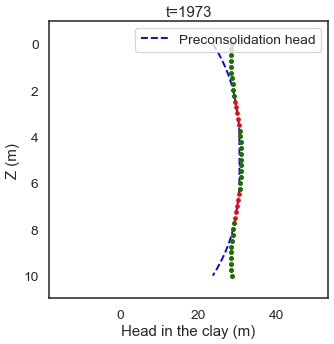 t=1973
Preconsolidation head
0
2
4
6
8
10
Z (m)
0
20
40
Head in the clay (m)